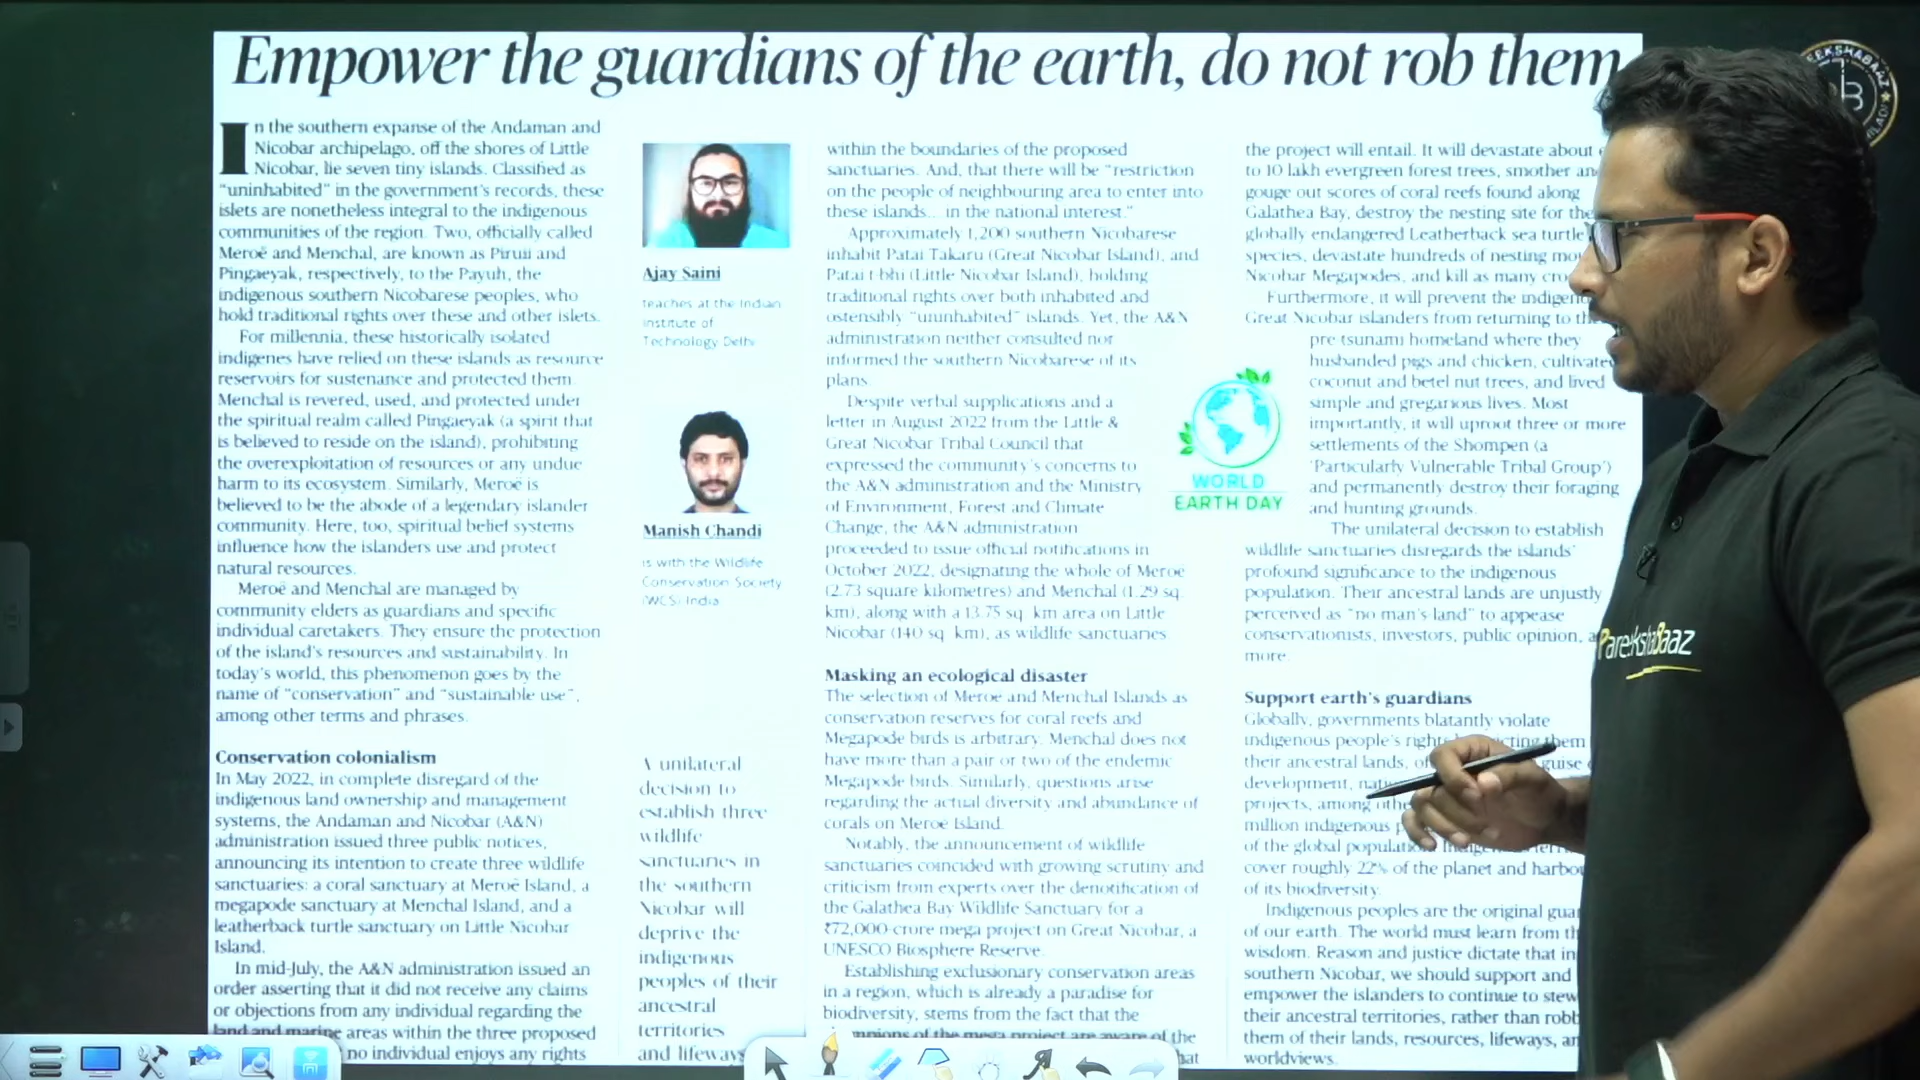 Empower the guardians of the earth, do not rob them
In the southern expanse of the Andaman and
Nicobar archipelago, off the shores of Little
Nicobar, lie seven tiny islands. Classified as
"uninhabited" in the government's records, these
islets are nonetheless integral to the indigenous
communities of the region. Two, officially called
Meroë and Menchal, are known as Piruii and
Pingaeyak, respectively, to the Payuh, the
indigenous southern Nicobarese peoples, who
hold traditional rights over these and other islets.
For millennia, these historically isolated
indigenes have relied on these islands as resource
reservoirs for sustenance and protected them.
Menchal is revered, used, and protected under
the spiritual realm called Pingaeyak (a spirit that
is believed to reside on the island), prohibiting
the overexploitation of resources or any undue
harm to its ecosystem. Similarly, Meroë is
believed to be the abode of a legendary islander
community. Here, too, spiritual belief systems
influence how the islanders use and protect
natural resources.
Meroë and Menchal are managed by
community elders as guardians and specific
individual caretakers. They ensure the protection
of the island's resources and sustainability. In
today's world, this phenomenon goes by the
name of "conservation" and "sustainable use",
among other terms and phrases.
Conservation colonialism
In May 2022, in complete disregard of the
indigenous land ownership and management
systems, the Andaman and Nicobar (A&N)
administration issued three public notices,
announcing its intention to create three wildlife
sanctuaries: a coral sanctuary at Meroë Island, a
megapode sanctuary at Menchal Island, and a
leatherback turtle sanctuary on Little Nicobar
Island.
In mid-July, the A&N administration issued an
order asserting that it did not receive any claims
or objections from any individual regarding the
land and marine areas within the three proposed
no individual enjoys any rights
Ajay Saini
teaches at the Indian
Institute of
Technology Delhi
Manish Chandi
is with the Wildlife
Conservation Society
(WCS) India
A unilateral
decision to
establish three
wildlife
sanctuaries in
the southern
Nicobar will
deprive the
indigenous
peoples of their
ancestral
territories
and lifeways
within the boundaries of the proposed
sanctuaries. And, that there will be "restriction
on the people of neighbouring area to enter into
these islands... in the national interest."
Approximately 1,200 southern Nicobarese
inhabit Patai Takaru (Great Nicobar Island), and
Patai t-bhi (Little Nicobar Island), holding
traditional rights over both inhabited and
ostensibly "uninhabited" islands. Yet, the A&N
administration neither consulted nor
informed the southern Nicobarese of its
plans.
Despite verbal supplications and a
letter in August 2022 from the Little &
Great Nicobar Tribal Council that
expressed the community's concerns to
the A&N administration and the Ministry
of Environment, Forest and Climate
Change, the A&N administration
proceeded to issue official notifications in
October 2022, designating the whole of Meroë
(2.73 square kilometres) and Menchal (1.29 sq.
km), along with a 13.75 sq. km area on Little
Nicobar (140 sq. km), as wildlife sanctuaries
Masking an ecological disaster
The selection of Meroë and Menchal Islands as
conservation reserves for coral reefs and
Megapode birds is arbitrary. Menchal does not
have more than a pair or two of the endemic
Megapode birds. Similarly, questions arise
regarding the actual diversity and abundance of
corals on Meroë Island.
Notably, the announcement of wildlife
sanctuaries coincided with growing scrutiny and
criticism from experts over the denotification of
the Galathea Bay Wildlife Sanctuary for a
₹72,000-crore mega project on Great Nicobar, a
UNESCO Biosphere Reserve.
Establishing exclusionary conservation areas
in a region, which is already a paradise for
biodiversity, stems from the fact that the
of the mega project are aware of the
WORLD
EARTH DAY
the project will entail. It will devastate about
to 10 lakh evergreen forest trees, smother
gouge out scores of coral reefs found along
Galathea Bay, destroy the nesting site for the
globally endangered Leatherback sea turtle
species, devastate hundreds of nesting
Nicobar Megapodes, and kill as many
Furthermore, it will prevent the
Great Nicobar islanders from returning to
pre tsunami homeland where they
husbanded pigs and chicken, cultivated
coconut and betel nut trees, and lived
simple and gregarious lives. Most
importantly, it will uproot three or more
settlements of the Shompen (a
'Particularly Vulnerable Tribal Group')
and permanently destroy their foraging
and hunting grounds.
The unilateral decision to establish
wildlife sanctuaries disregards the islands'
profound significance to the indigenous
population. Their ancestral lands are unjustly
perceived as "no man's land" to appease
conservationists, investors, public opinion,
more.
Support earth's guardians
Globally, governments blatantly violate
indigenous people's rights them
their ancestral lands, guise
development,
projects, among
million indigenous
of the global population.
cover roughly 22% of the planet and
of its biodiversity.
Indigenous peoples are the original
of our earth. The world must learn from
wisdom. Reason and justice dictate that in
southern Nicobar, we should support and
empower the islanders to continue to
their ancestral territories, rather than
them of their lands, resources, lifeways,
worldviews.
PareekshaBaaz